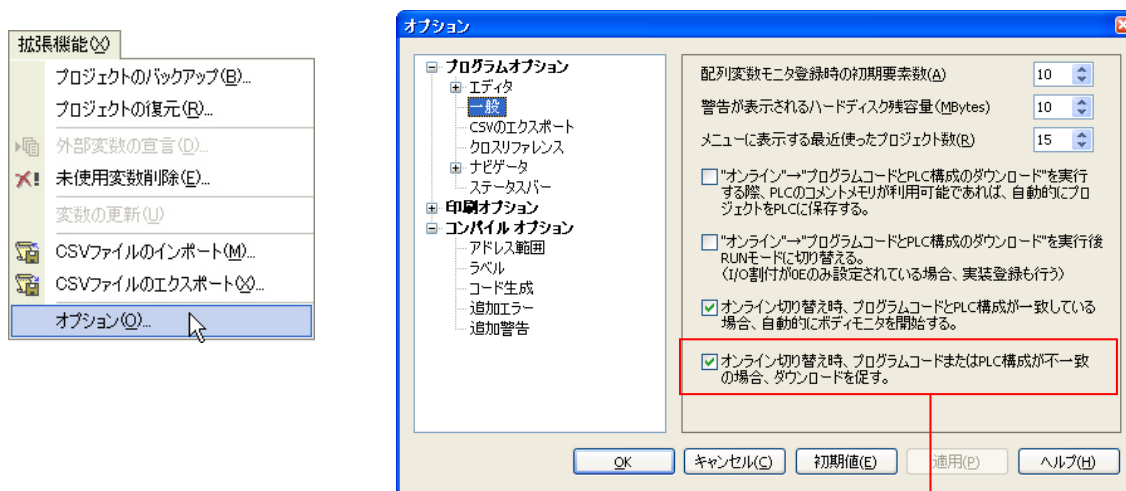 拡張機能(X)
プロジェクトのバックアップ(B)...
プロジェクトの復元(R)...
外部変数の宣言(D)...
未使用変数削除(E)...
変数の更新(U)
CSVファイルのインポート(M)...
CSVファイルのエクスポート(X)...
オプション(O)...
オプション
プログラムオプション
エディタ
一般
CSVのエクスポート
クロスリファレンス
ナビゲータ
ステータスバー
印刷オプション
コンパイル オプション
アドレス範囲
ラベル
コード生成
追加エラー
追加警告
配列変数モニタ登録時の初期要素数(A) 10
警告が表示されるハードディスク残容量(MBytes) 10
メニューに表示する最近使ったプロジェクト数(R) 15
"オンライン"→"プログラムコードとPLC構成のダウンロード"を実行
する際、PLCのコメントメモリが利用可能であれば、自動的にプロ
ジェクトをPLCに保存する。
"オンライン"→"プログラムコードとPLC構成のダウンロード"を実行後
RUNモードに切り替える。
(I/O割付が0Eのみ設定されている場合、実装登録も行う)
オンライン切り替え時、プログラムコードとPLC構成が一致している
場合、自動的にボディモニタを開始する。
オンライン切り替え時、プログラムコードまたはPLC構成が不一致
の場合、ダウンロードを促す。
OK キャンセル(C) 初期値(E) 適用(P) ヘルプ(H)